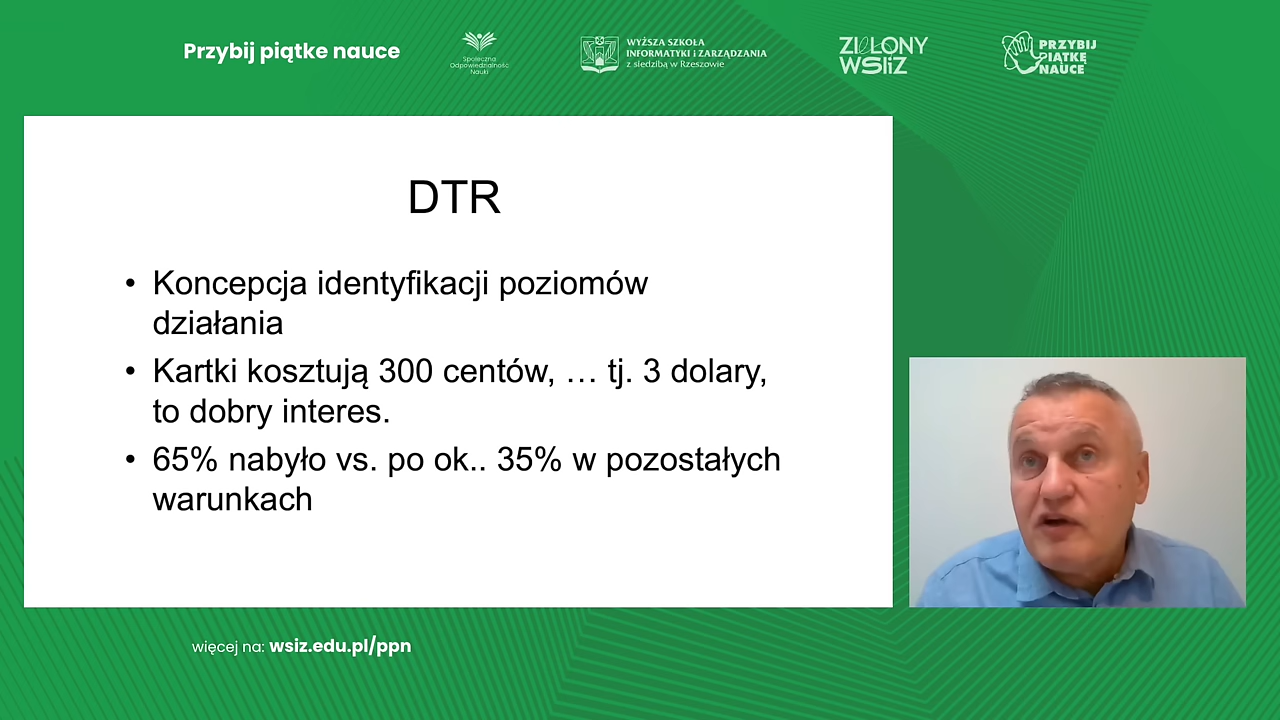 Przybij piątke nauce
Społeczna
Odpowiedzialność
Nauki
WYŻSZA SZKOŁA
INFORMATYKI i ZARZĄDZANIA
z siedzibą w Rzeszowie
ZIELONY
WSIiZ
PRZYBIJ
PIĄTKĘ
NAUCE
DTR
• Koncepcja identyfikacji poziomów
działania
• Kartki kosztują 300 centów, … tj. 3 dolary,
to dobry interes.
• 65% nabyło vs. po ok.. 35% w pozostałych
warunkach
więcej na: wsiz.edu.pl/ppn